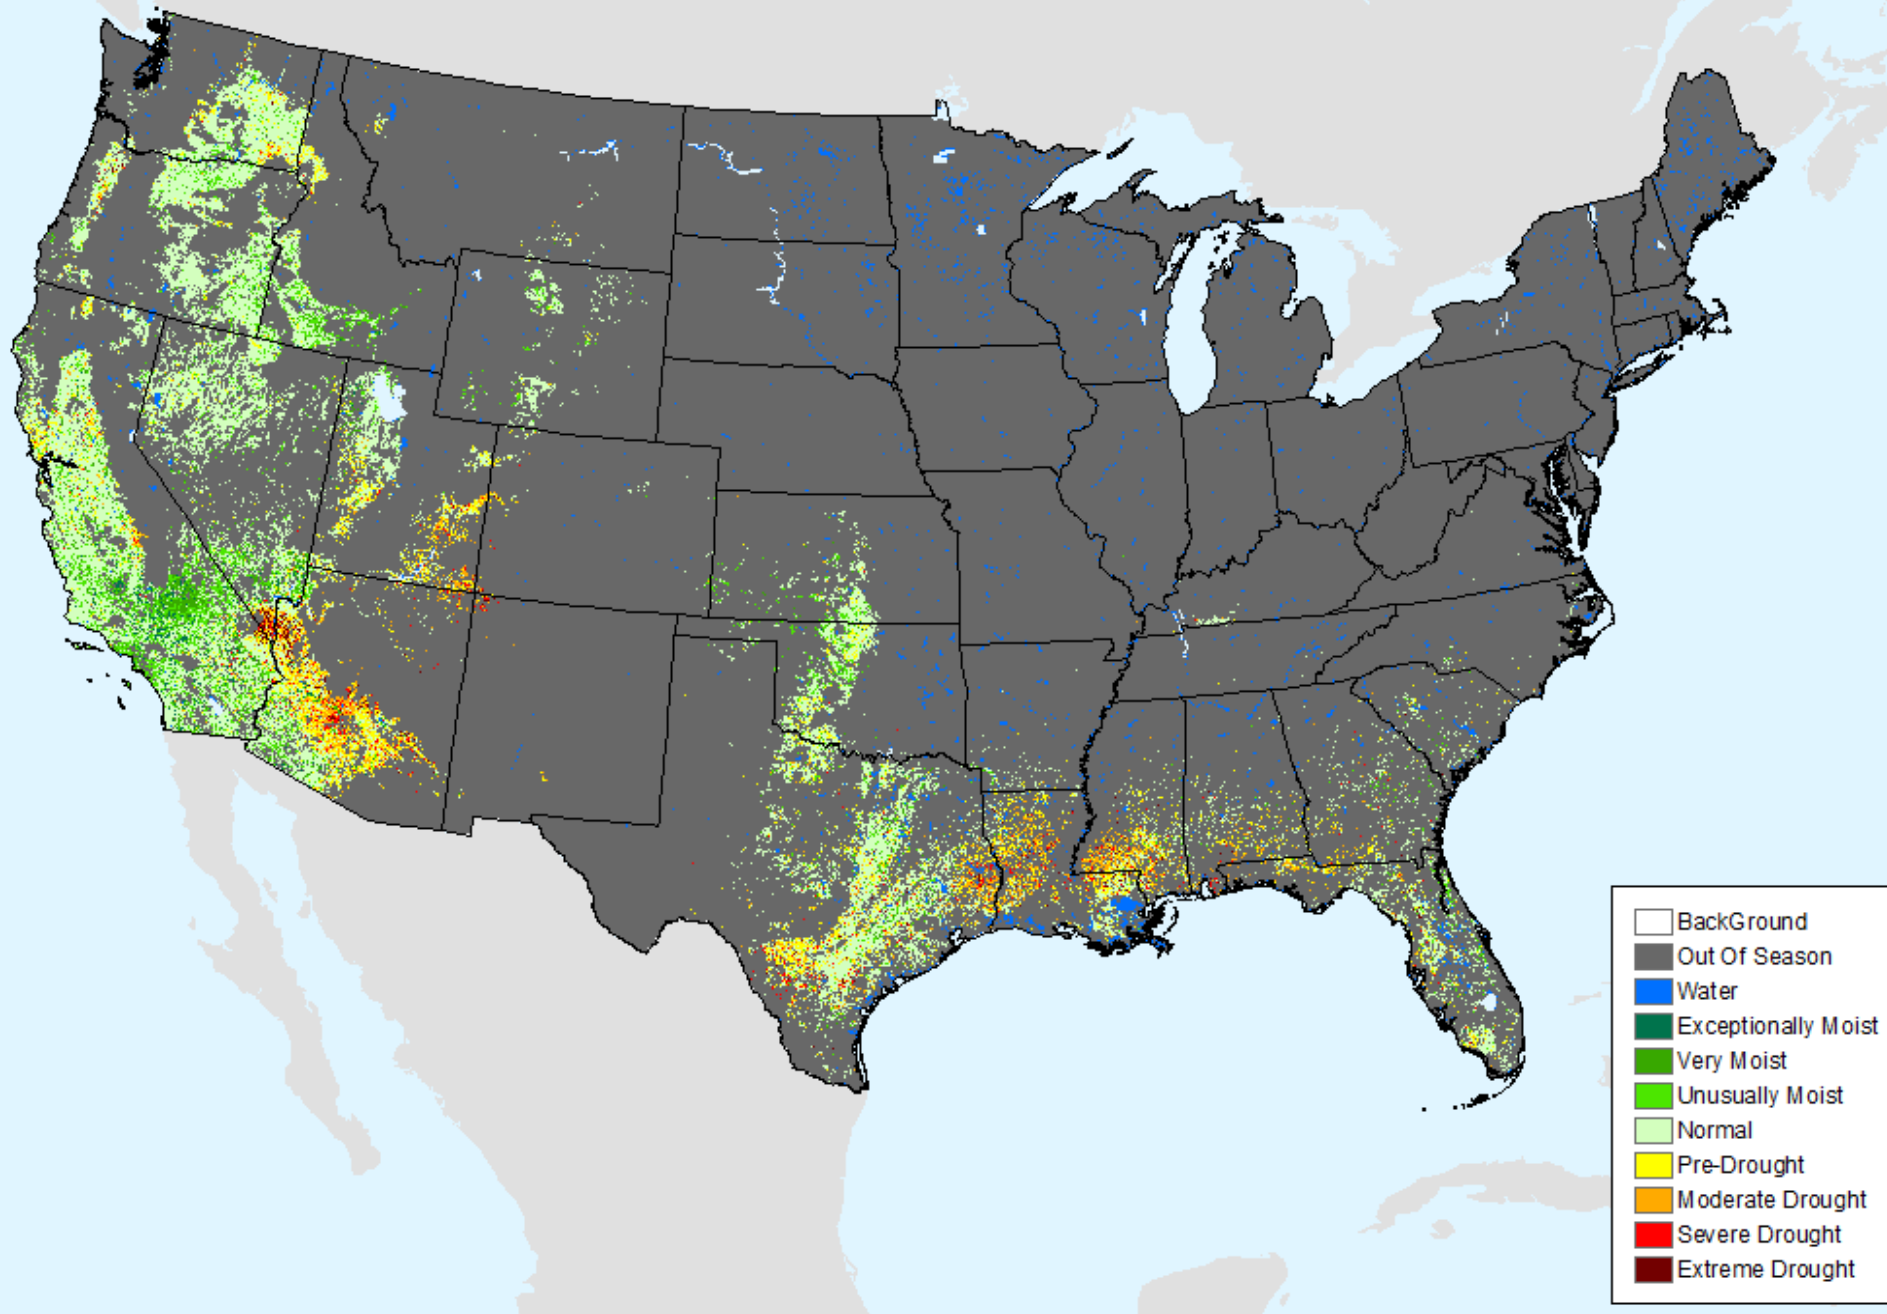 BackGround
Out Of Season
Water
Exceptionally Moist
Very Moist
Unusually Moist
Normal
Pre-Drought
Moderate Drought
Severe Drought
Extreme Drought